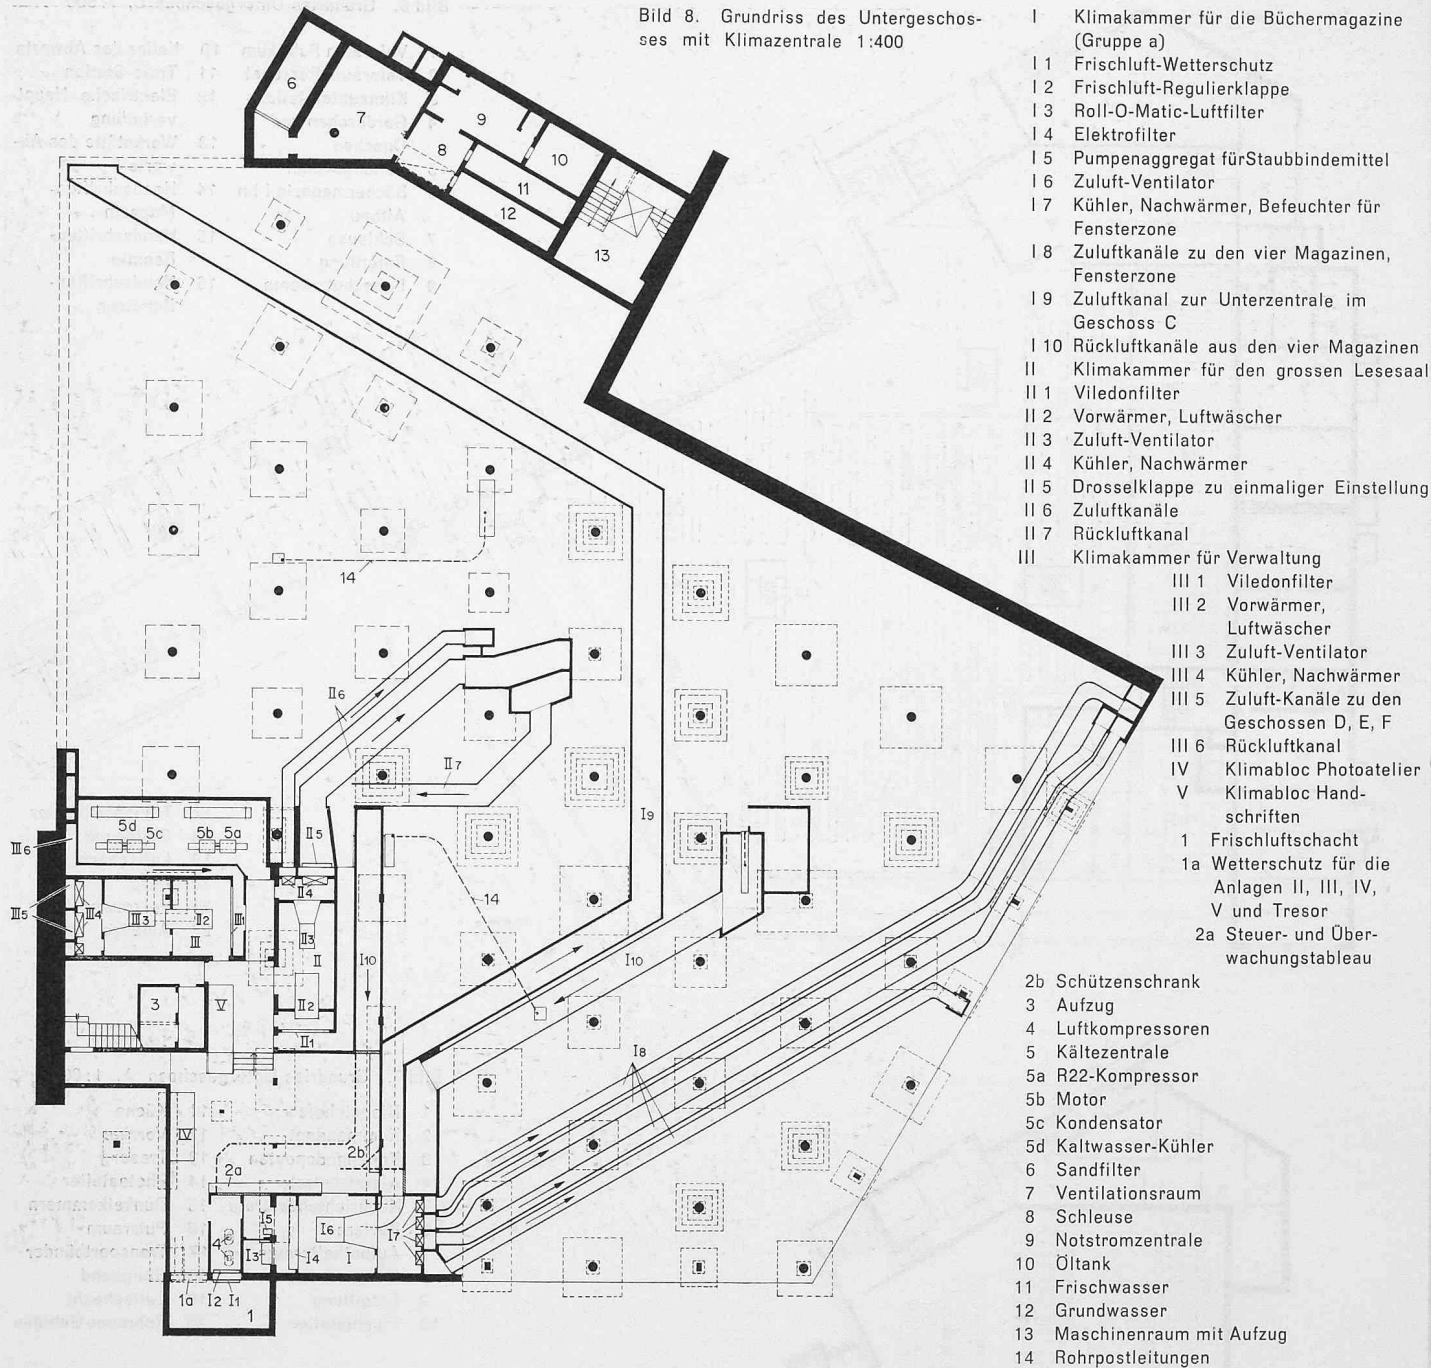 Bild 8. Grundriss des Untergeschos-
ses mit Klimazentrale 1:400
I Klimakammer für die Büchermagazine
(Gruppe a)
I 1 Frischluft-Wetterschutz
I 2 Frischluft-Regulierklappe
I 3 Roll-O-Matic-Luftfilter
I 4 Elektrofilter
I 5 Pumpenaggregat fürStaubbindemittel
I 6 Zuluft-Ventilator
I 7 Kühler, Nachwärmer, Befeuchter für
Fensterzone
I 8 Zuluftkanäle zu den vier Magazinen,
Fensterzone
I 9 Zuluftkanal zur Unterzentrale im
Geschoss C
I 10 Rückluftkanäle aus den vier Magazinen
II Klimakammer für den grossen Lesesaal
II 1 Viledonfilter
II 2 Vorwärmer, Luftwäscher
II 3 Zuluft-Ventilator
II 4 Kühler, Nachwärmer
II 5 Drosselklappe zu einmaliger Einstellung
II 6 Zuluftkanäle
II 7 Rückluftkanal
III Klimakammer für Verwaltung
III 1 Viledonfilter
III 2 Vorwärmer,
Luftwäscher
III 3 Zuluft-Ventilator
III 4 Kühler, Nachwärmer
III 5 Zuluft-Kanäle zu den
Geschossen D, E, F
III 6 Rückluftkanal
IV Klimabloc Photoatelier
V Klimabloc Hand-
schriften
1 Frischluftschacht
1a Wetterschutz für die
Anlagen II, III, IV,
V und Tresor
2a Steuer- und Über-
wachungstableau
2b Schützenschrank
3 Aufzug
4 Luftkompressoren
5 Kältezentrale
5a R22-Kompressor
5b Motor
5c Kondensator
5d Kaltwasser-Kühler
6 Sandfilter
7 Ventilationsraum
8 Schleuse
9 Notstromzentrale
10 Öltank
11 Frischwasser
12 Grundwasser
13 Maschinenraum mit Aufzug
14 Rohrpostleitungen
6
7
9
8
10
11
12
13
14
II6
II7
I9
5d
5c
5b
5a
II5
III6
14
III5
III4
III3
II2
III1
III
II4
II3
II
II2
II1
I10
I10
3
V
I8
IV
2a
2b
I5
4
I3
I4
I6
I
I7
1a
I2
I1
1